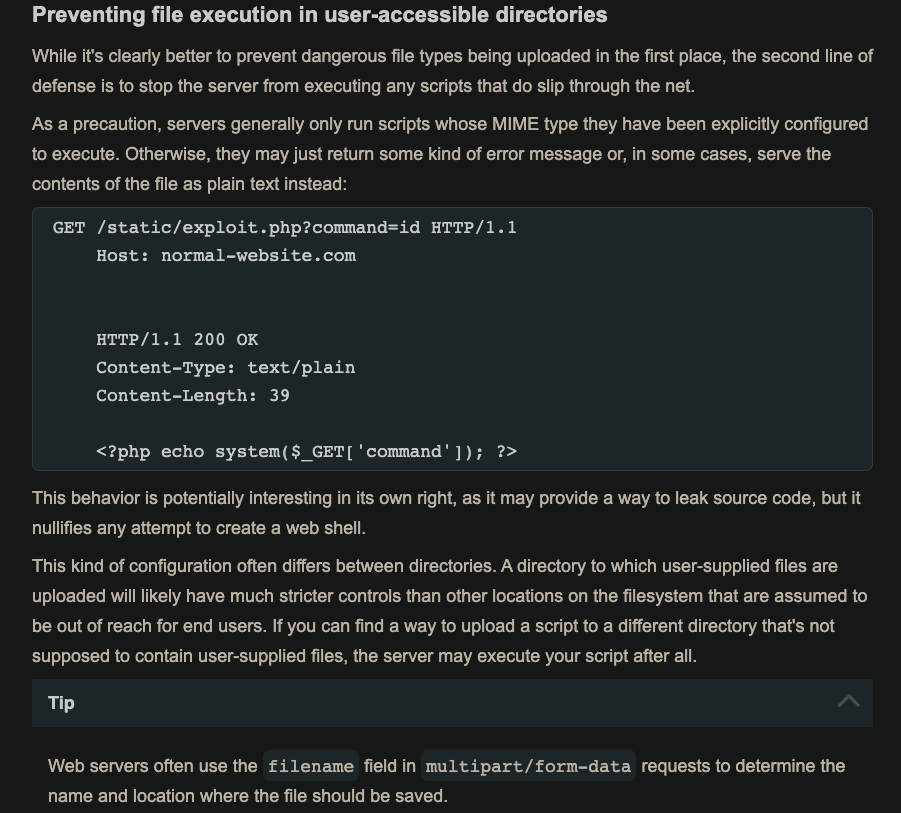 Preventing file execution in user-accessible directories
While it's clearly better to prevent dangerous file types being uploaded in the first place, the second line of
defense is to stop the server from executing any scripts that do slip through the net.
As a precaution, servers generally only run scripts whose MIME type they have been explicitly configured
to execute. Otherwise, they may just return some kind of error message or, in some cases, serve the
contents of the file as plain text instead:
GET /static/exploit.php?command=id HTTP/1.1
Host: normal-website.com
HTTP/1.1 200 OK
Content-Type: text/plain
Content-Length: 39
<?php echo system($_GET['command']); ?>
This behavior is potentially interesting in its own right, as it may provide a way to leak source code, but it
nullifies any attempt to create a web shell.
This kind of configuration often differs between directories. A directory to which user-supplied files are
uploaded will likely have much stricter controls than other locations on the filesystem that are assumed to
be out of reach for end users. If you can find a way to upload a script to a different directory that's not
supposed to contain user-supplied files, the server may execute your script after all.
Tip
Web servers often use the filename field in multipart/form-data requests to determine the
name and location where the file should be saved.